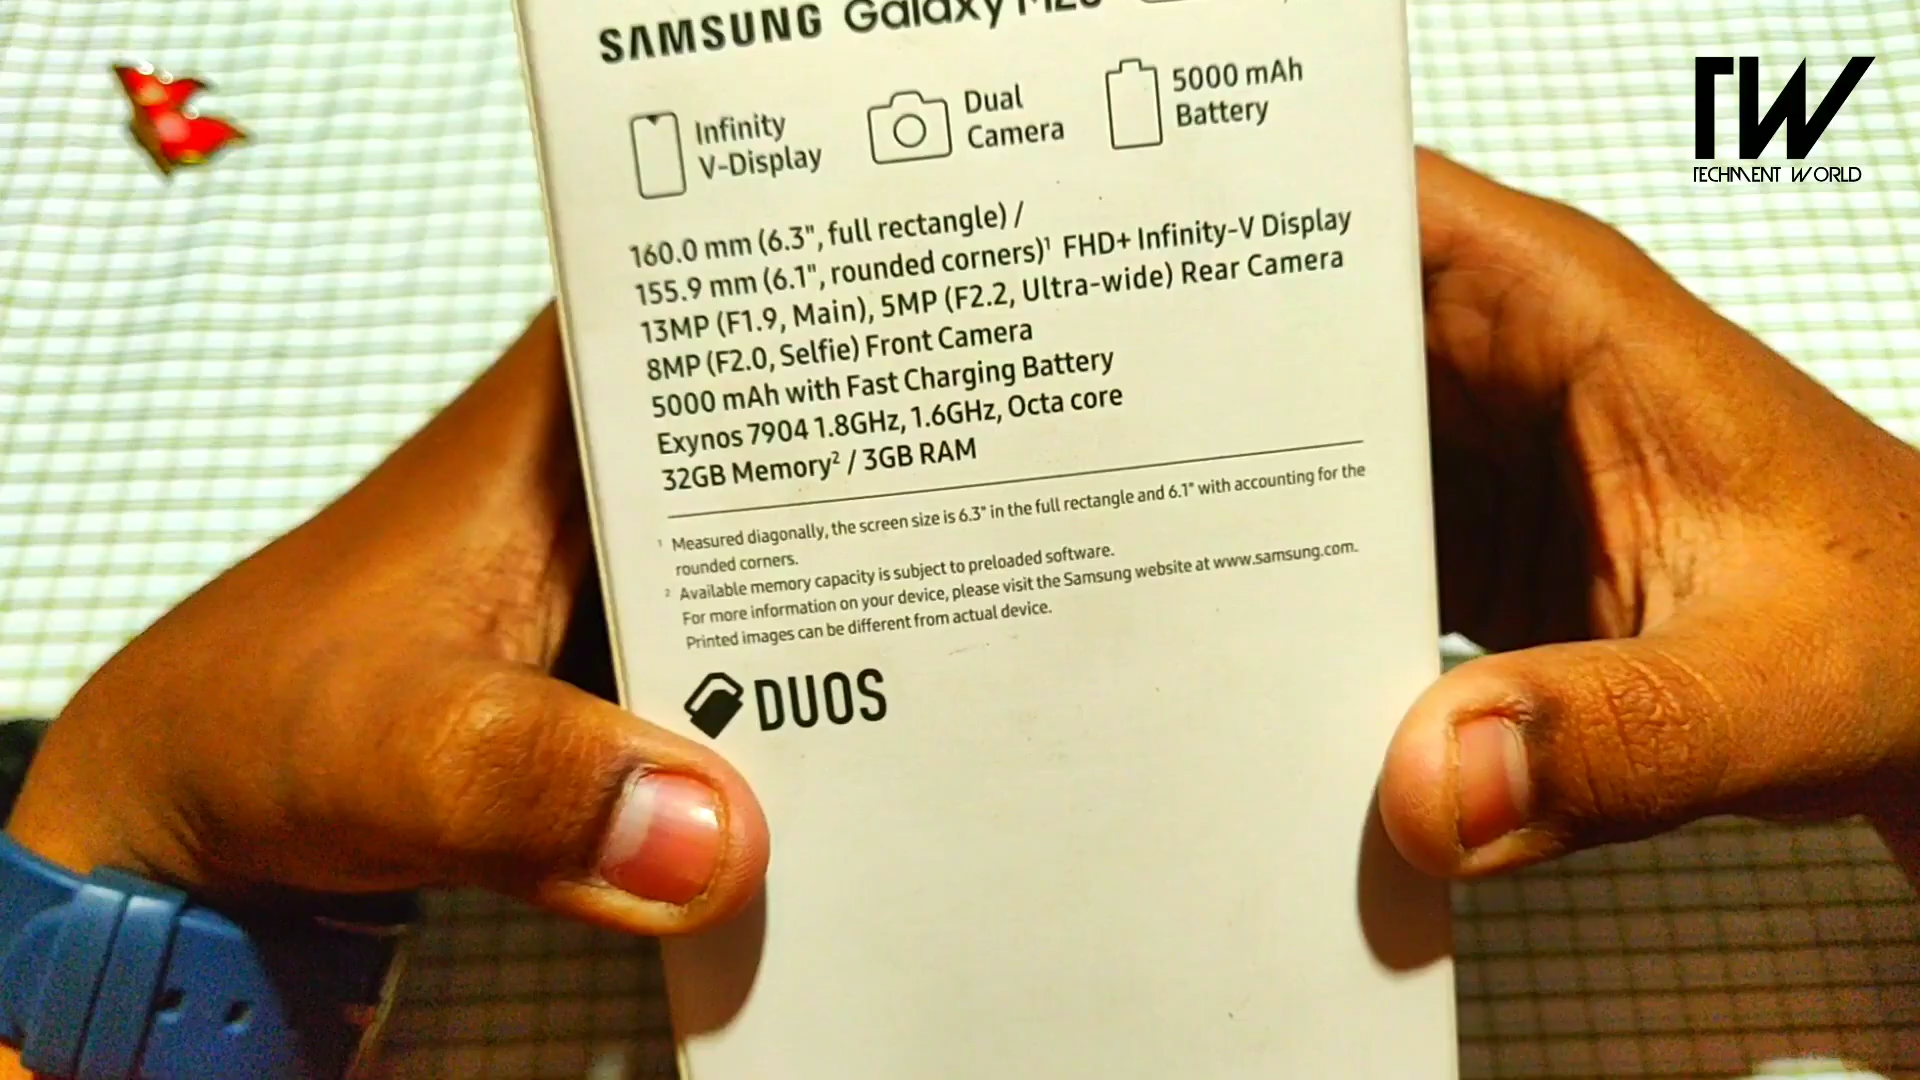 SAMSUNG Galaxy
Infinity
V-Display
Dual
Camera
5000 mAh
Battery
160.0 mm (6.3", full rectangle) /
155.9 mm (6.1", rounded corners)¹ FHD+ Infinity-V Display
13MP (F1.9, Main), 5MP (F2.2, Ultra-wide) Rear Camera
8MP (F2.0, Selfie) Front Camera
5000 mAh with Fast Charging Battery
Exynos 7904 1.8GHz, 1.6GHz, Octa core
32GB Memory² / 3GB RAM
¹ Measured diagonally, the screen size is 6.3" in the full rectangle and 6.1" with accounting for the
rounded corners.
² Available memory capacity is subject to preloaded software.
For more information on your device, please visit the Samsung website at www.samsung.com.
Printed images can be different from actual device.
DUOS
TW
TECHMENT WORLD